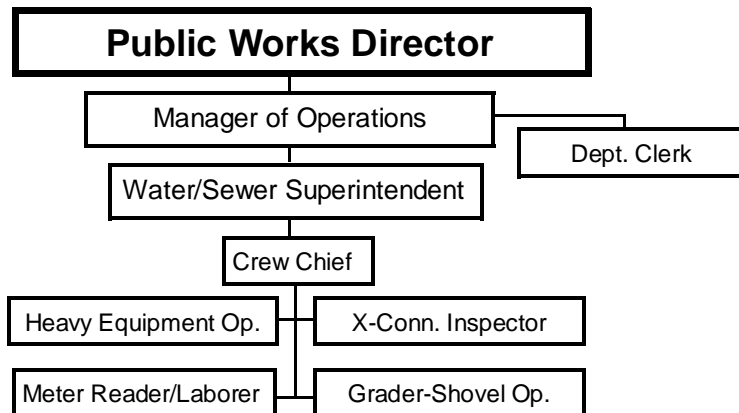 Public Works Director
Manager of Operations
Dept. Clerk
Water/Sewer Superintendent
Crew Chief
Heavy Equipment Op.
X-Conn. Inspector
Meter Reader/Laborer
Grader-Shovel Op.